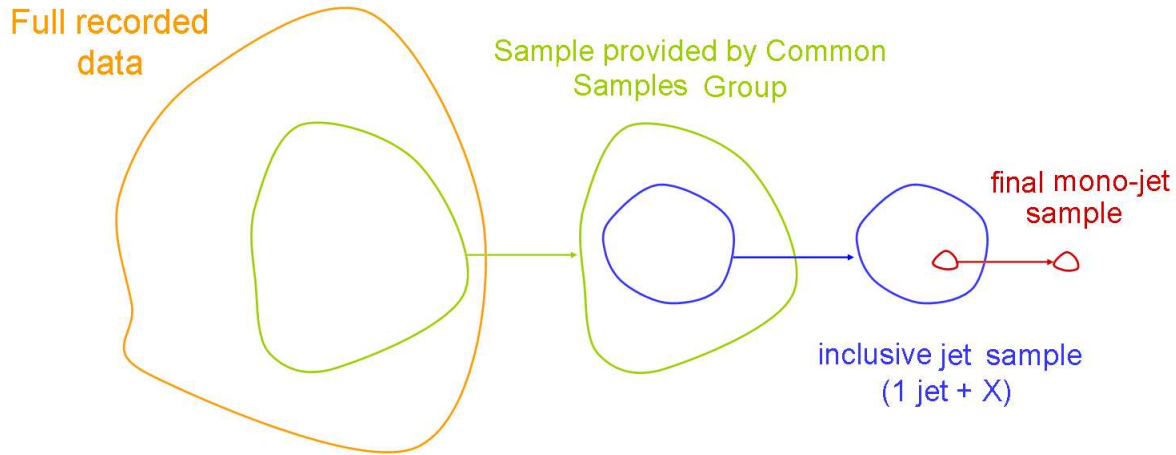 Full recorded
data
Sample provided by Common
Samples Group
final mono-jet
sample
inclusive jet sample
(1 jet + X)